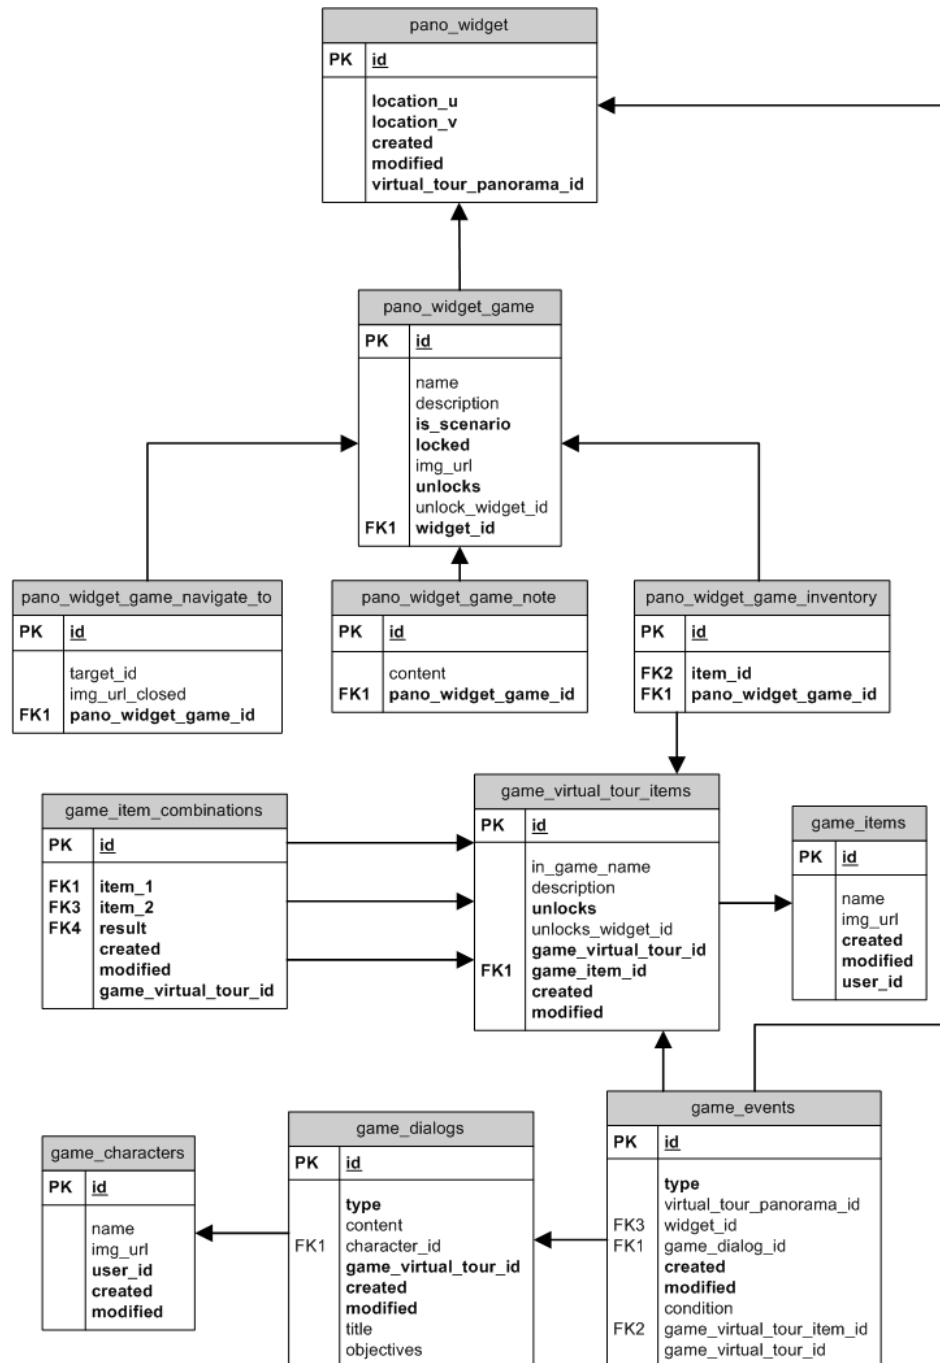 pano_widget
PK id
location_u
location_v
created
modified
virtual_tour_panorama_id
pano_widget_game
PK id
name
description
is_scenario
locked
img_url
unlocks
unlock_widget_id
FK1 widget_id
pano_widget_game_navigate_to
PK id
target_id
img_url_closed
FK1 pano_widget_game_id
pano_widget_game_note
PK id
content
FK1 pano_widget_game_id
pano_widget_game_inventory
PK id
FK2 item_id
FK1 pano_widget_game_id
game_item_combinations
PK id
FK1 item_1
FK3 item_2
FK4 result
created
modified
game_virtual_tour_id
game_virtual_tour_items
PK id
in_game_name
description
unlocks
unlocks_widget_id
game_virtual_tour_id
FK1 game_item_id
created
modified
game_items
PK id
name
img_url
created
modified
user_id
game_characters
PK id
name
img_url
user_id
created
modified
game_dialogs
PK id
type
content
FK1 character_id
game_virtual_tour_id
created
modified
title
objectives
game_events
PK id
type
virtual_tour_panorama_id
FK3 widget_id
FK1 game_dialog_id
created
modified
condition
FK2 game_virtual_tour_item_id
game_virtual_tour_id